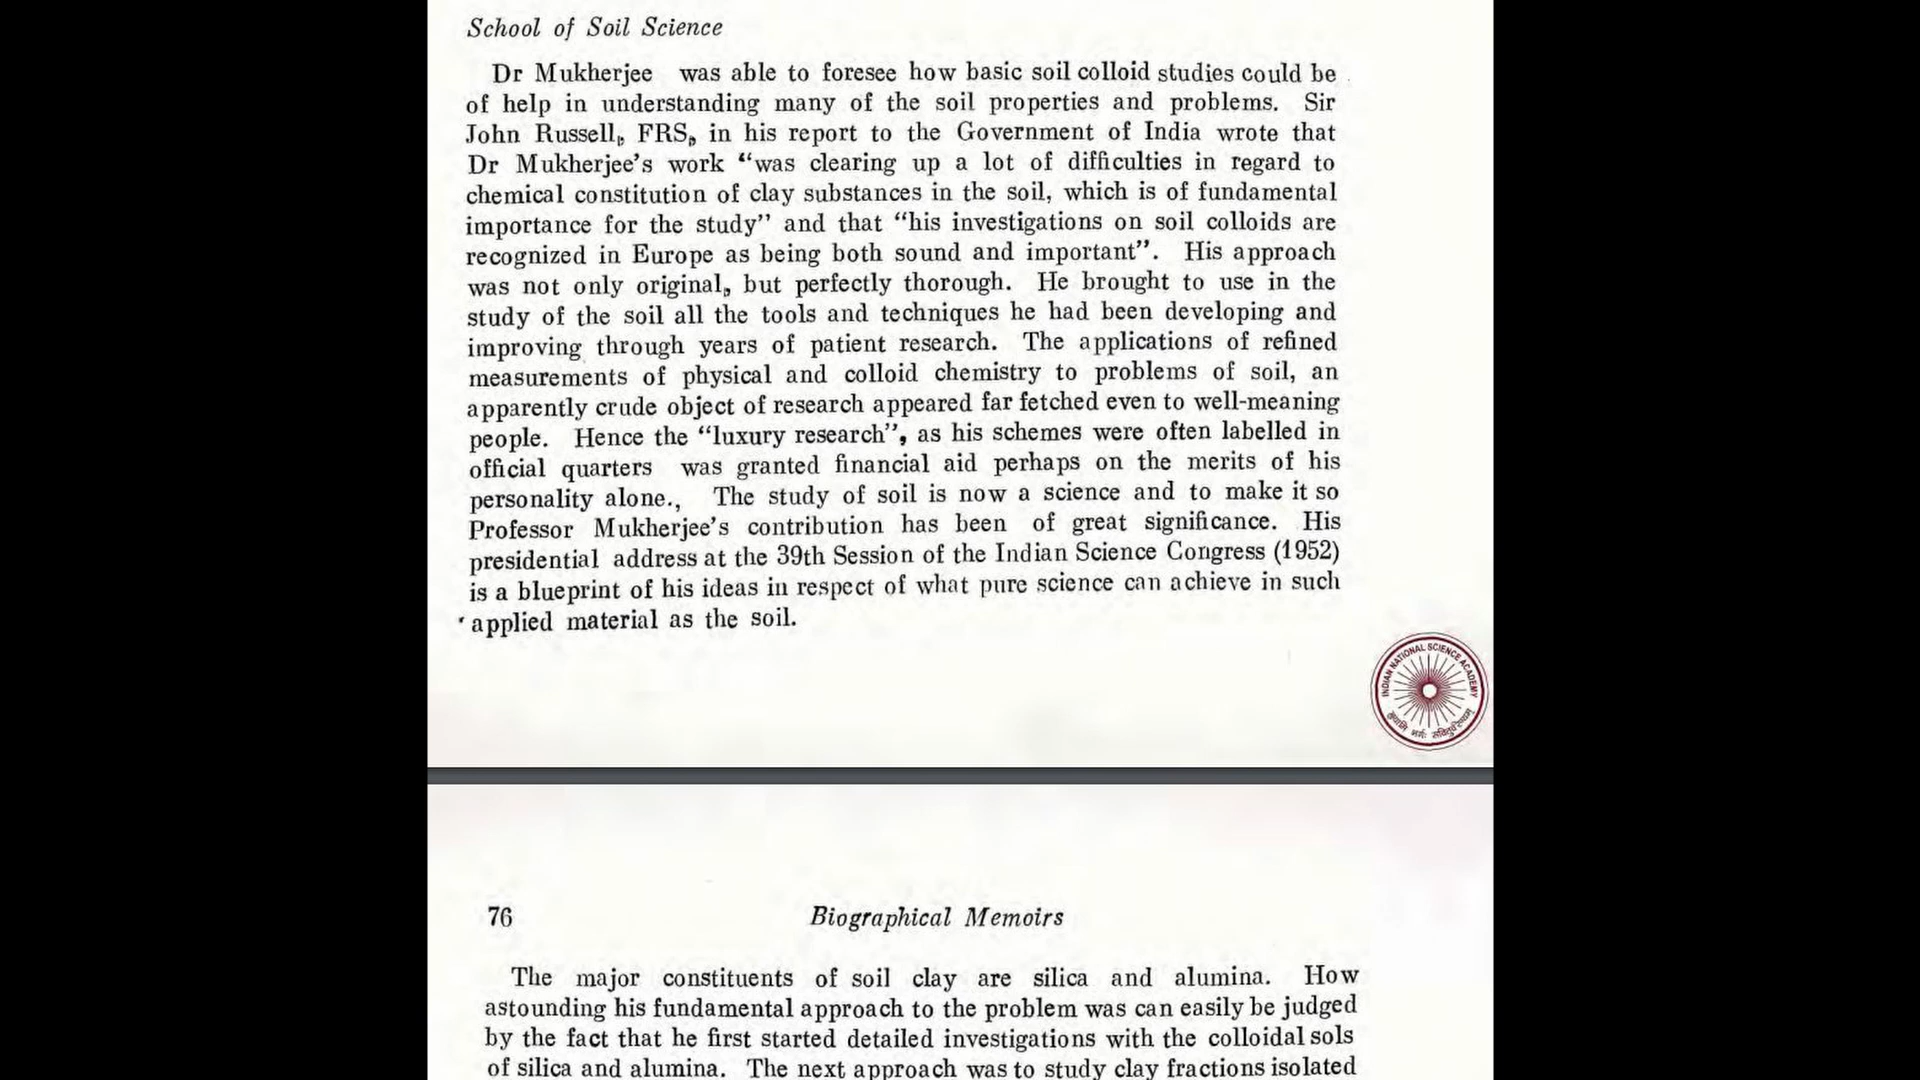 School of Soil Science
Dr Mukherjee was able to foresee how basic soil colloid studies could be
of help in understanding many of the soil properties and problems. Sir
John Russell, FRS, in his report to the Government of India wrote that
Dr Mukherjee's work “was clearing up a lot of difficulties in regard to
chemical constitution of clay substances in the soil, which is of fundamental
importance for the study” and that “his investigations on soil colloids are
recognized in Europe as being both sound and important”. His approach
was not only original, but perfectly thorough. He brought to use in the
study of the soil all the tools and techniques he had been developing and
improving through years of patient research. The applications of refined
measurements of physical and colloid chemistry to problems of soil, an
apparently crude object of research appeared far fetched even to well-meaning
people. Hence the “luxury research”, as his schemes were often labelled in
official quarters was granted financial aid perhaps on the merits of his
personality alone., The study of soil is now a science and to make it so
Professor Mukherjee's contribution has been of great significance. His
presidential address at the 39th Session of the Indian Science Congress (1952)
is a blueprint of his ideas in respect of what pure science can achieve in such
applied material as the soil.
INDIAN NATIONAL SCIENCE ACADEMY
76
Biographical Memoirs
The major constituents of soil clay are silica and alumina. How
astounding his fundamental approach to the problem was can easily be judged
by the fact that he first started detailed investigations with the colloidal sols
of silica and alumina. The next approach was to study clay fractions isolated